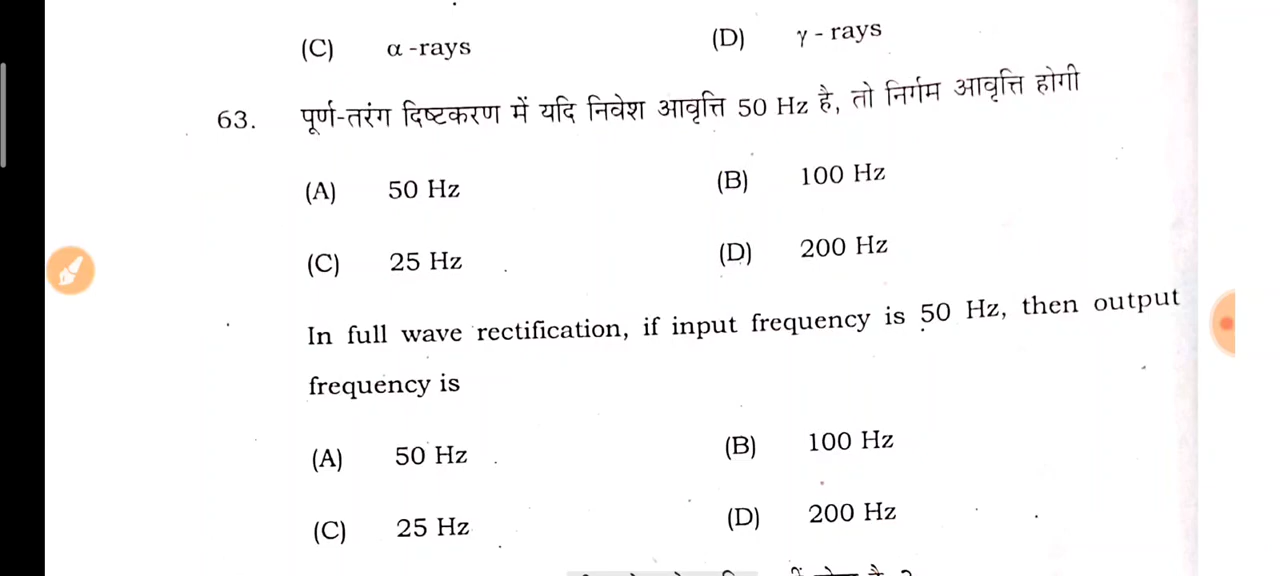 (C) α -rays (D) γ - rays
63. पूर्ण-तरंग दिष्टकरण में यदि निवेश आवृत्ति 50 Hz है, तो निर्गम आवृत्ति होगी
(A) 50 Hz (B) 100 Hz
(C) 25 Hz (D) 200 Hz
In full wave rectification, if input frequency is 50 Hz, then output
frequency is
(A) 50 Hz (B) 100 Hz
(C) 25 Hz (D) 200 Hz